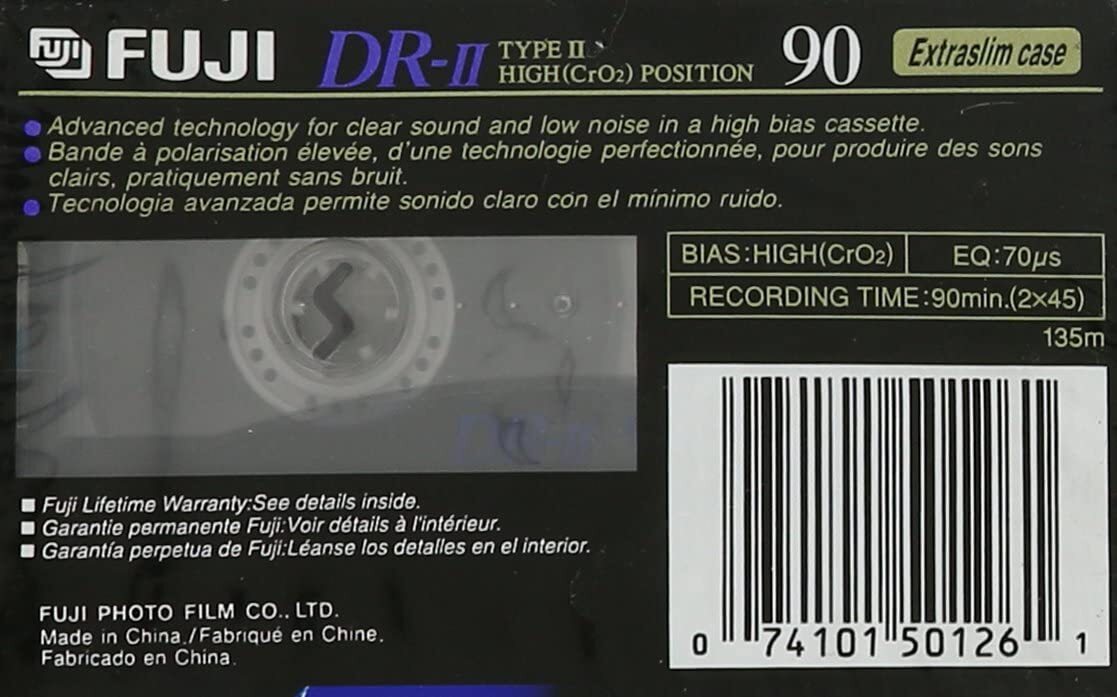 FUJI FUJI DR-II TYPE II 90 Extraslim case
HIGH(CrO2) POSITION
Advanced technology for clear sound and low noise in a high bias cassette.
Bande à polarisation élevée, d'une technologie perfectionnée, pour produire des sons
clairs, pratiquement sans bruit.
Tecnologia avanzada permite sonido claro con el mínimo ruido.
BIAS:HIGH(CrO2) EQ:70µs
RECORDING TIME:90min.(2×45)
135m
DR-II
Fuji Lifetime Warranty:See details inside.
Garantie permanente Fuji:Voir détails à l'intérieur.
Garantía perpetua de Fuji:Léanse los detalles en el interior.
FUJI PHOTO FILM CO., LTD.
Made in China./Fabriqué en Chine.
Fabricado en China.
0 74101 50126 1